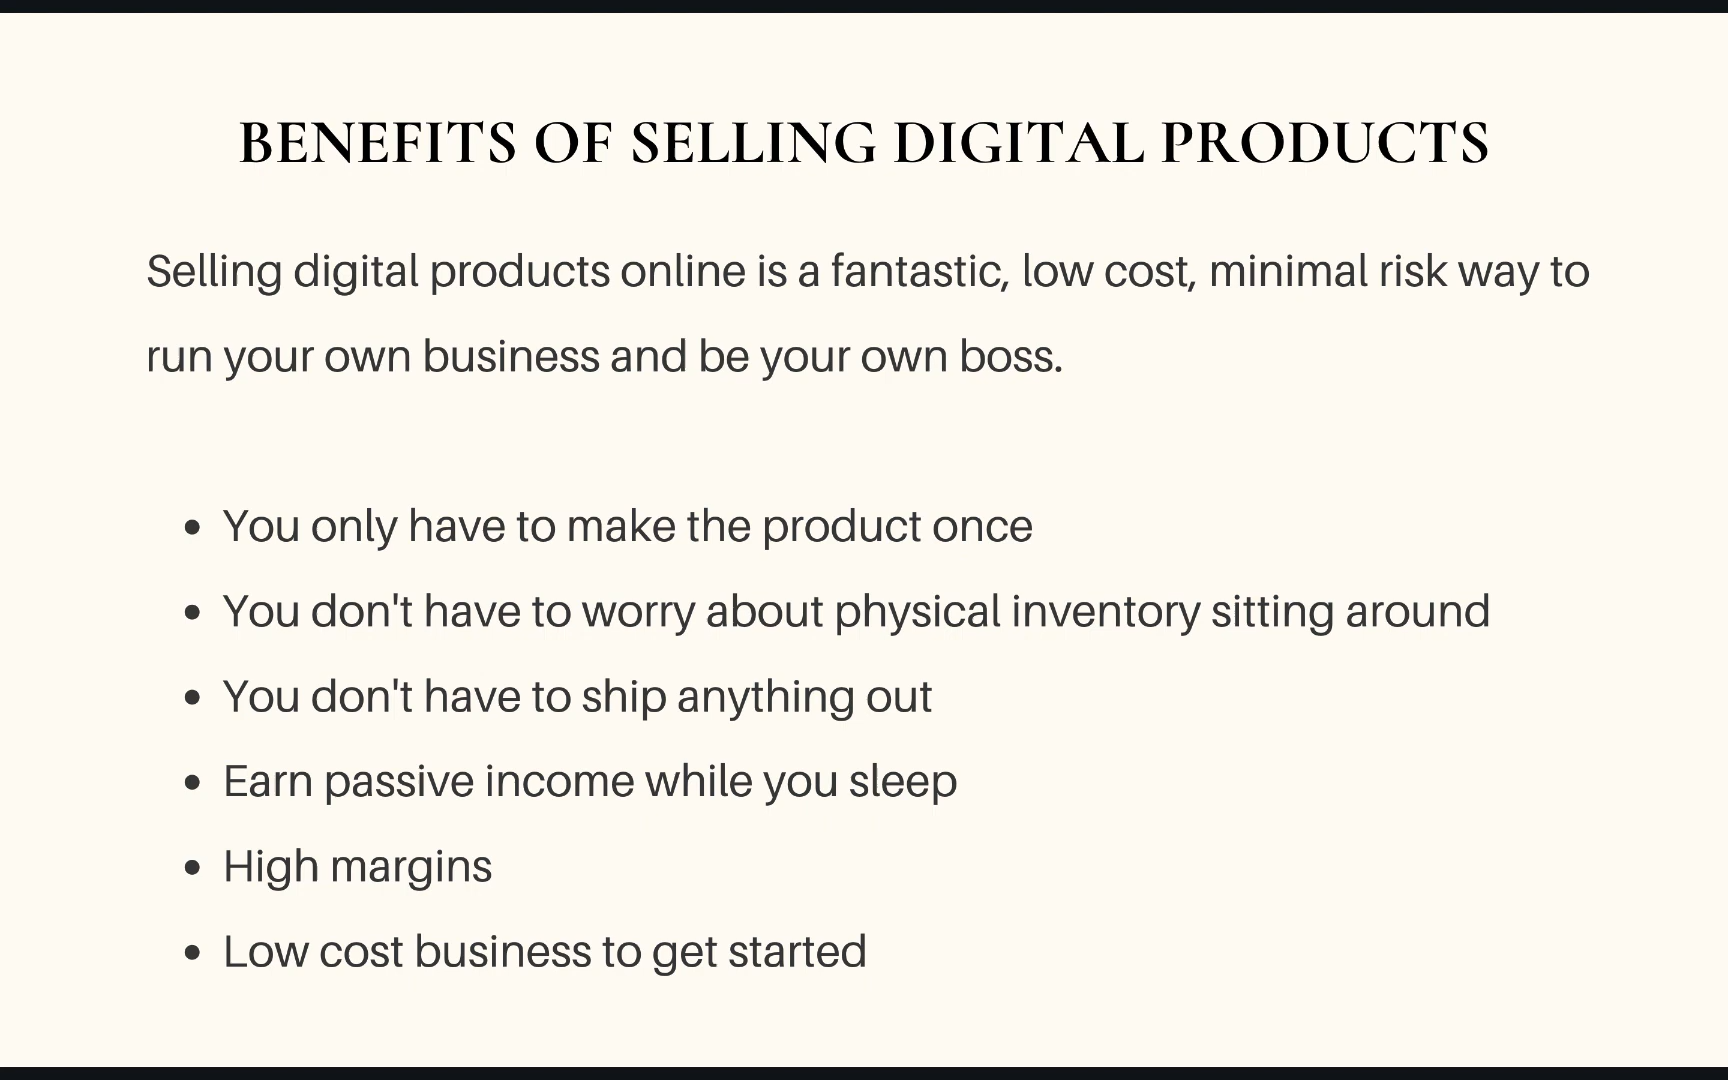 BENEFITS OF SELLING DIGITAL PRODUCTS
Selling digital products online is a fantastic, low cost, minimal risk way to
run your own business and be your own boss.
• You only have to make the product once
• You don't have to worry about physical inventory sitting around
• You don't have to ship anything out
• Earn passive income while you sleep
• High margins
• Low cost business to get started